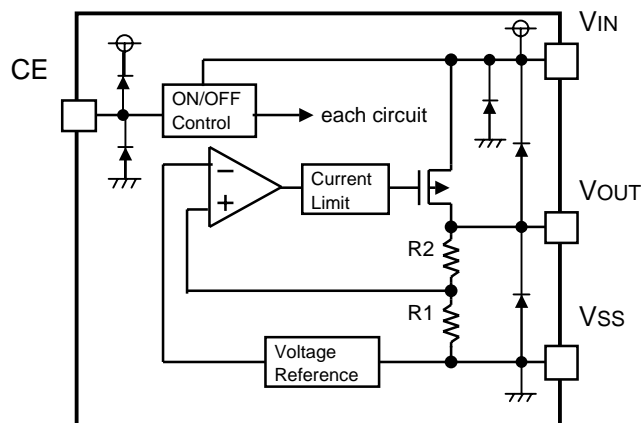 VIN
CE
ON/OFF
Control
each circuit
−
+
Current
Limit
VOUT
R2
R1
VSS
Voltage
Reference